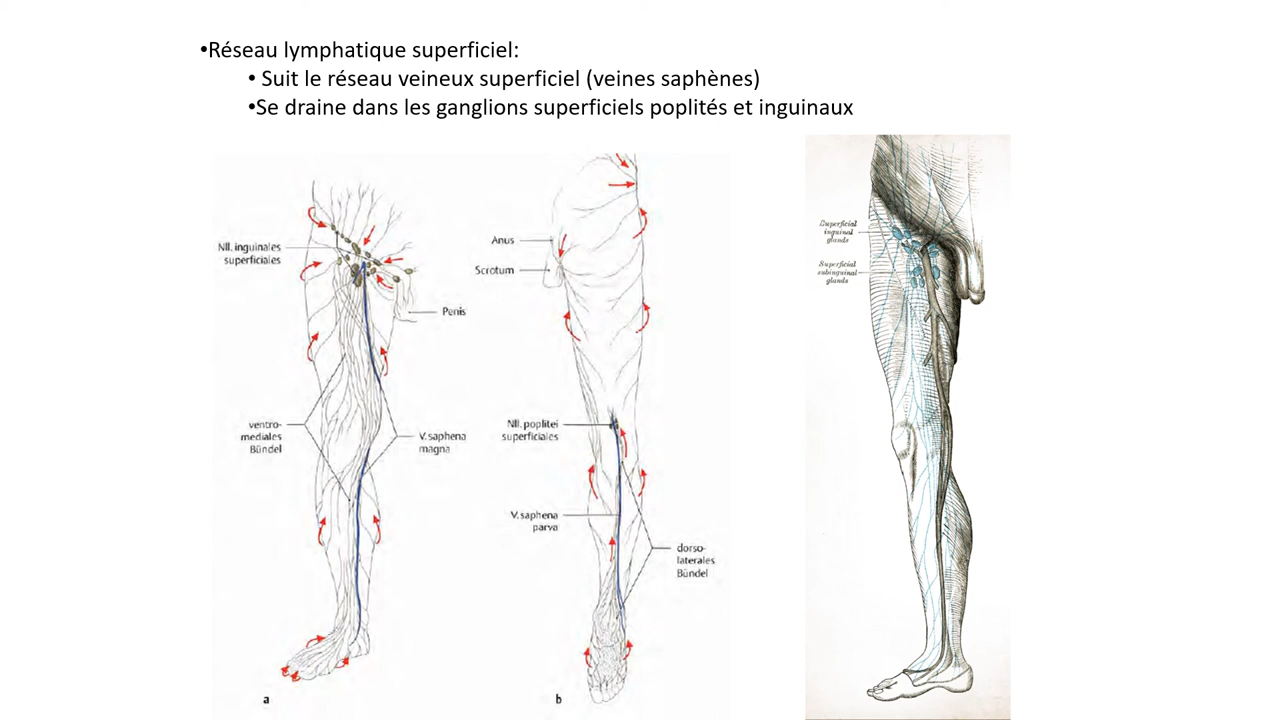 •Réseau lymphatique superficiel:
• Suit le réseau veineux superficiel (veines saphènes)
•Se draine dans les ganglions superficiels poplités et inguinaux
Nll. inguinales
superficiales
Penis
ventro-
mediales
Bündel
V. saphena
magna
a
Anus
Scrotum
Nll. poplitei
superficiales
V. saphena
parva
dorso-
laterales
Bündel
b
Superficial
inguinal
glands
Superficial
subinguinal
glands